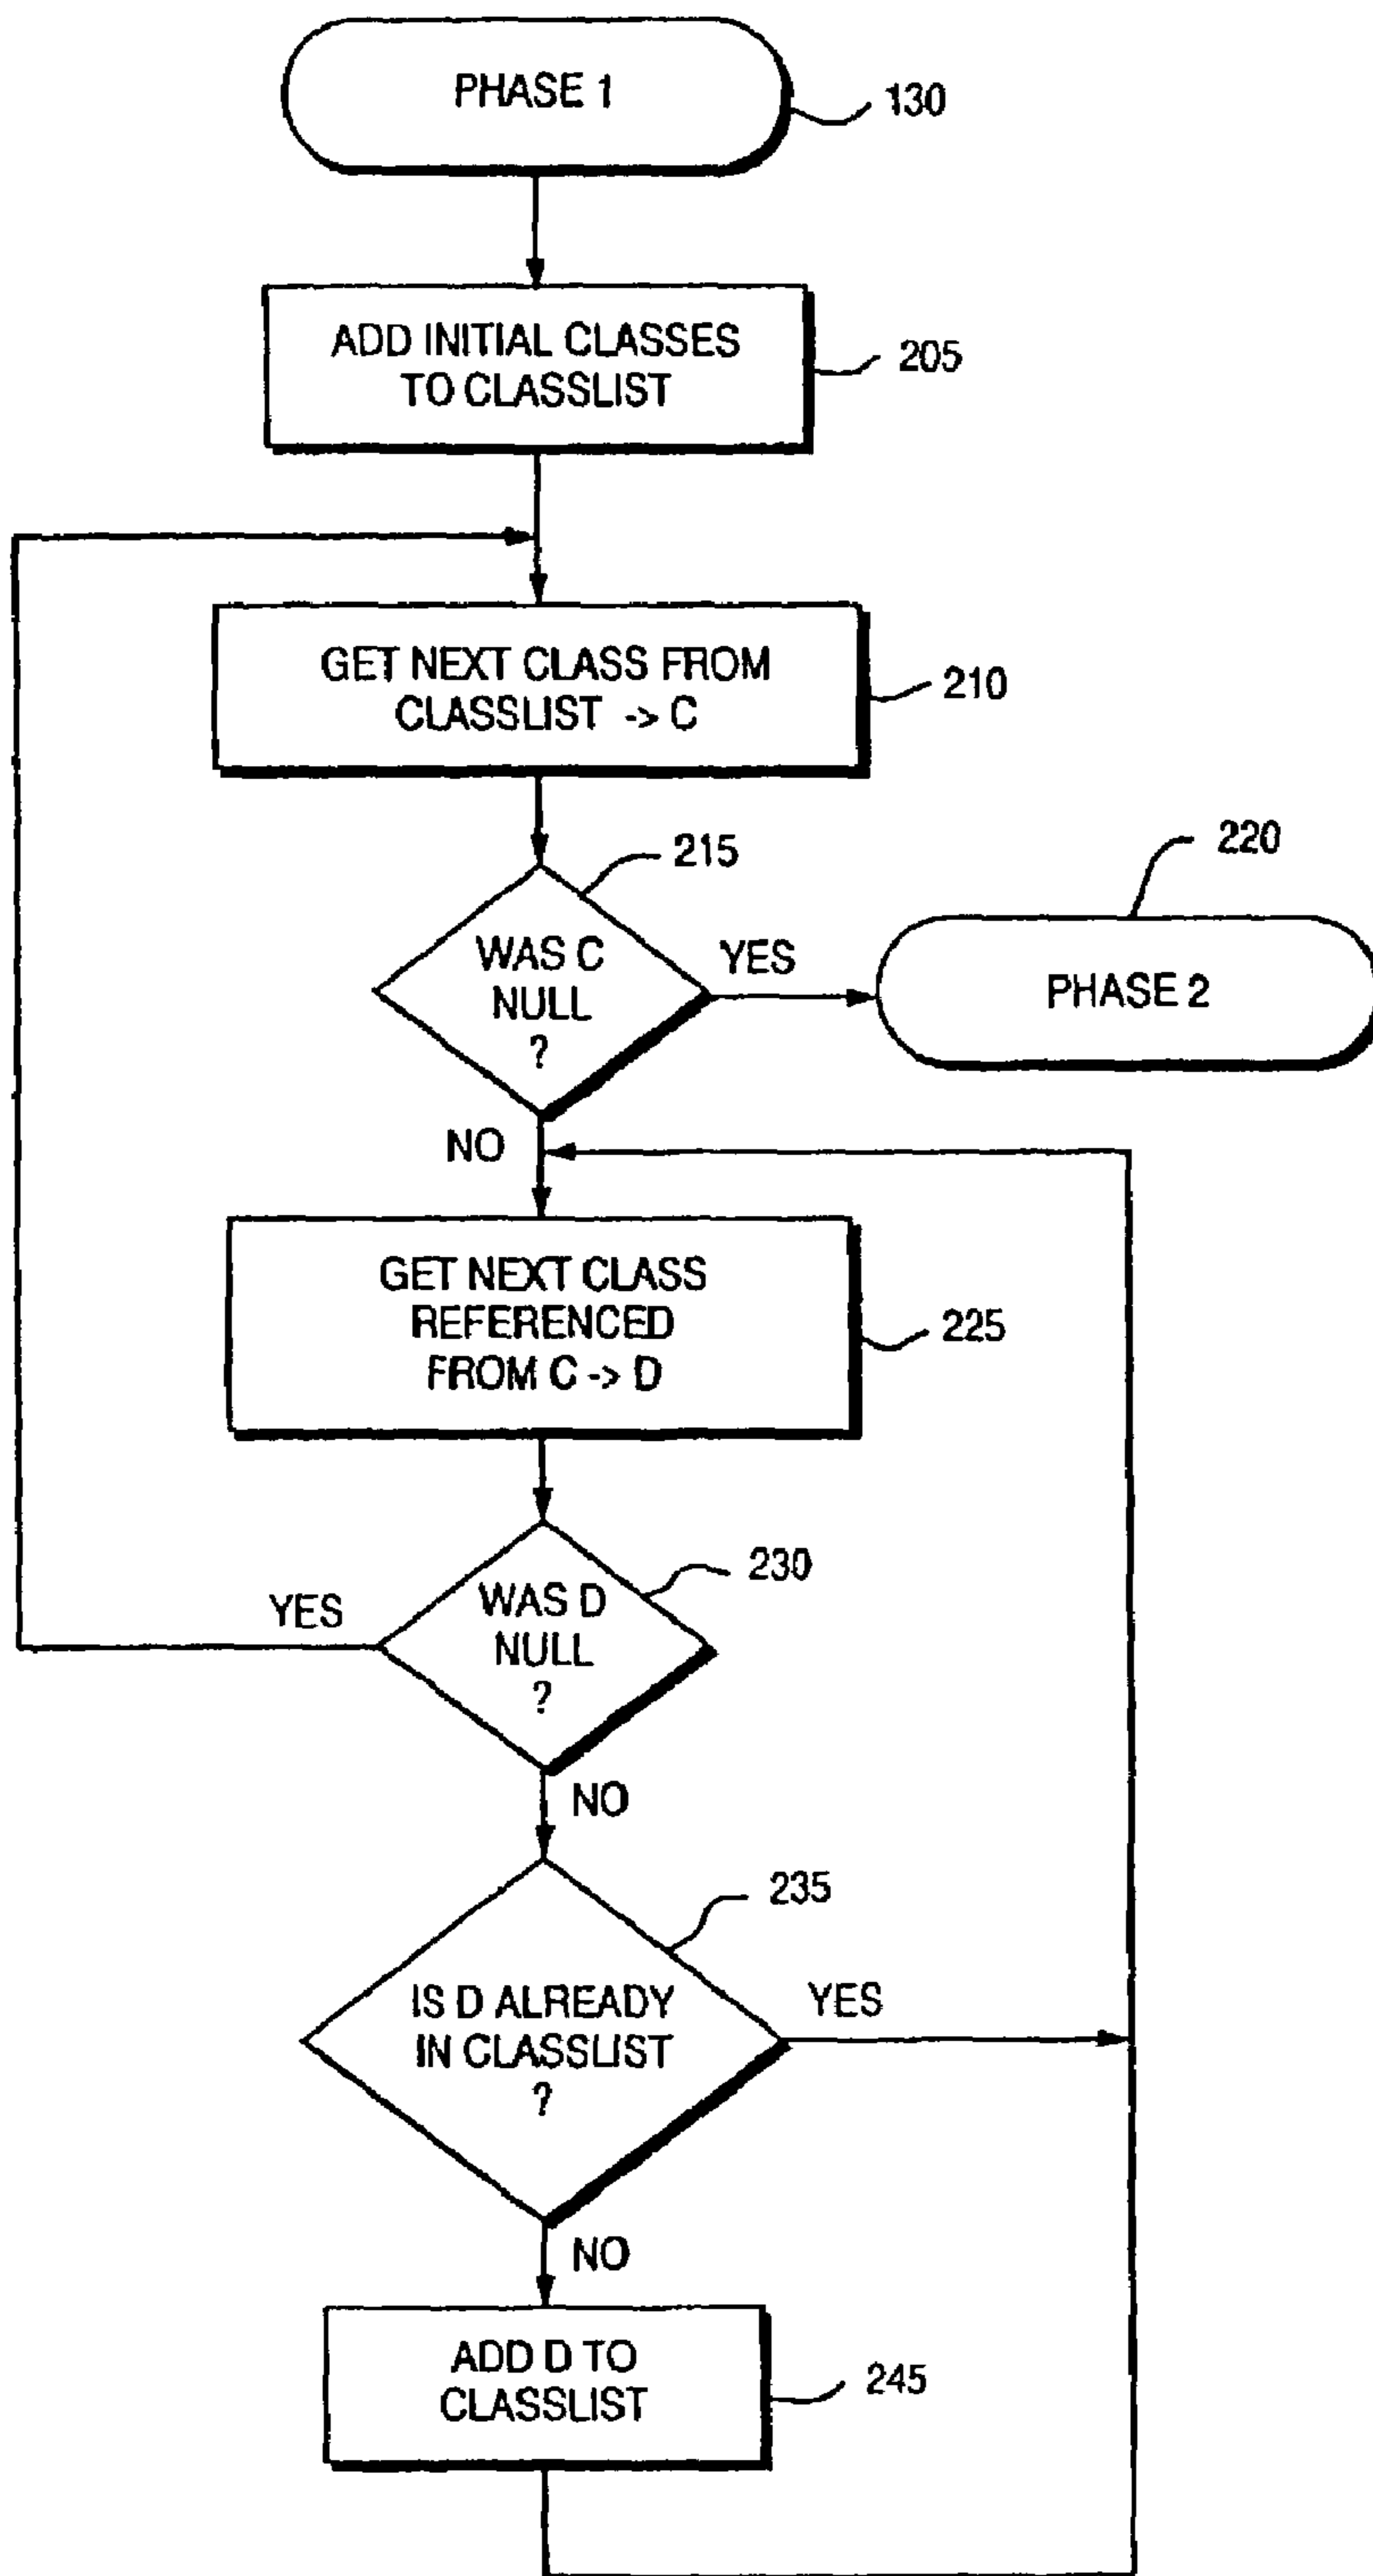 PHASE 1
130
ADD INITIAL CLASSES
TO CLASSLIST
205
GET NEXT CLASS FROM
CLASSLIST -> C
210
215
WAS C
NULL
?
YES
220
PHASE 2
NO
GET NEXT CLASS
REFERENCED
FROM C -> D
225
230
WAS D
NULL
?
YES
NO
235
IS D ALREADY
IN CLASSLIST
?
YES
NO
ADD D TO
CLASSLIST
245